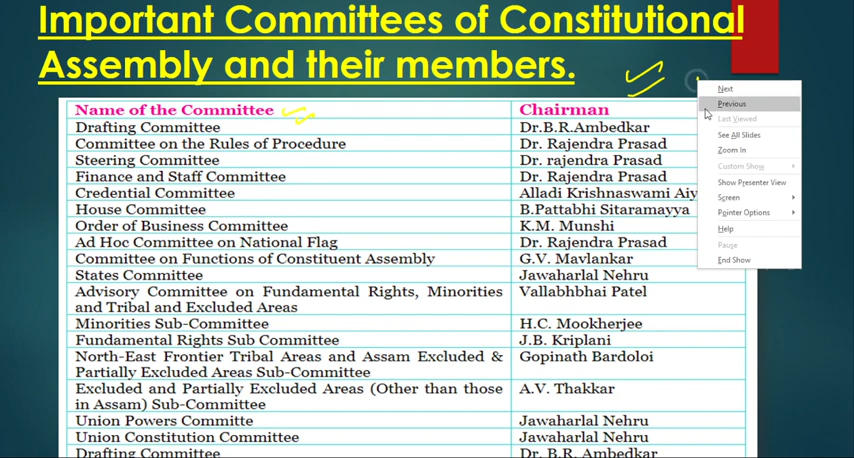 Important Committees of Constitutional
Assembly and their members.
Name of the Committee Chairman
Drafting Committee Dr.B.R.Ambedkar
Committee on the Rules of Procedure Dr. Rajendra Prasad
Steering Committee Dr. rajendra Prasad
Finance and Staff Committee Dr. Rajendra Prasad
Credential Committee Alladi Krishnaswami Aiy
House Committee B.Pattabhi Sitaramayya
Order of Business Committee K.M. Munshi
Ad Hoc Committee on National Flag Dr. Rajendra Prasad
Committee on Functions of Constituent Assembly G.V. Mavlankar
States Committee Jawaharlal Nehru
Advisory Committee on Fundamental Rights, Minorities Vallabhbhai Patel
and Tribal and Excluded Areas
Minorities Sub-Committee H.C. Mookherjee
Fundamental Rights Sub Committee J.B. Kriplani
North-East Frontier Tribal Areas and Assam Excluded & Gopinath Bardoloi
Partially Excluded Areas Sub-Committee
Excluded and Partially Excluded Areas (Other than those A.V. Thakkar
in Assam) Sub-Committee
Union Powers Committe Jawaharlal Nehru
Union Constitution Committee Jawaharlal Nehru
Drafting Committee Dr. B.R. Ambedkar
Next
Previous
Last Viewed
See All Slides
Zoom In
Custom Show
Show Presenter View
Screen
Pointer Options
Help
Pause
End Show